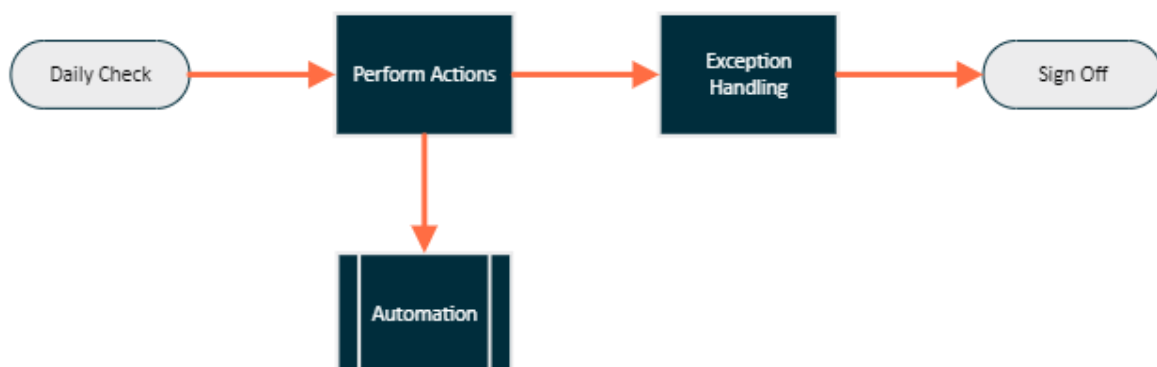 Daily Check
Perform Actions
Exception
Handling
Sign Off
Automation